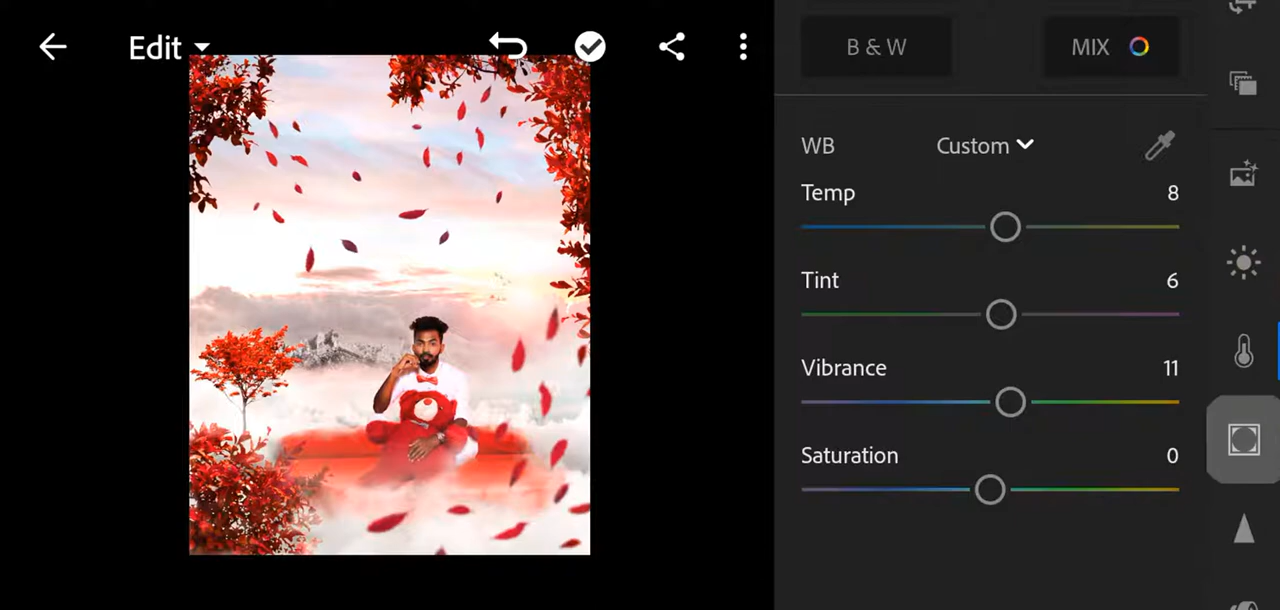 Edit
B & W
MIX
WB
Custom
Temp
8
Tint
6
Vibrance
11
Saturation
0